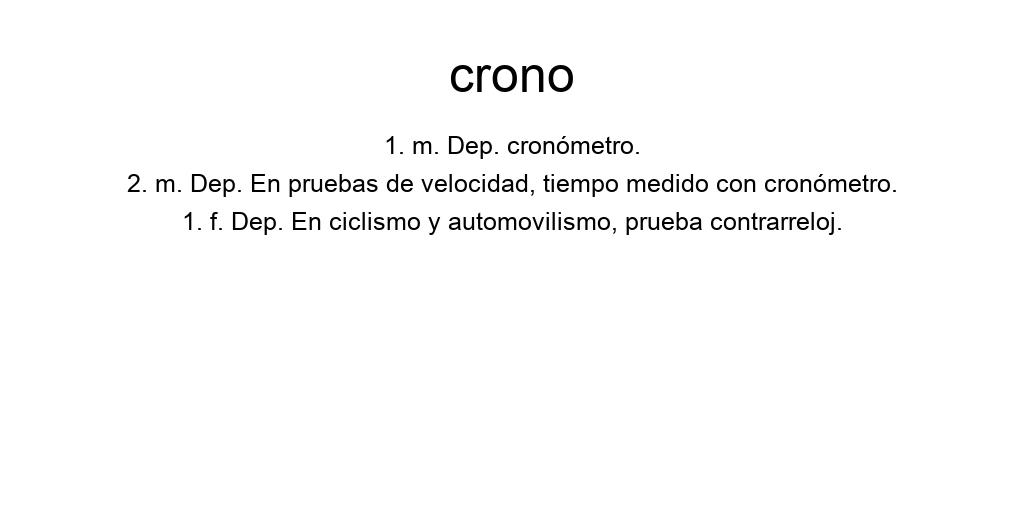 crono
1. m. Dep. cronómetro.
2. m. Dep. En pruebas de velocidad, tiempo medido con cronómetro.
1. f. Dep. En ciclismo y automovilismo, prueba contrarreloj.